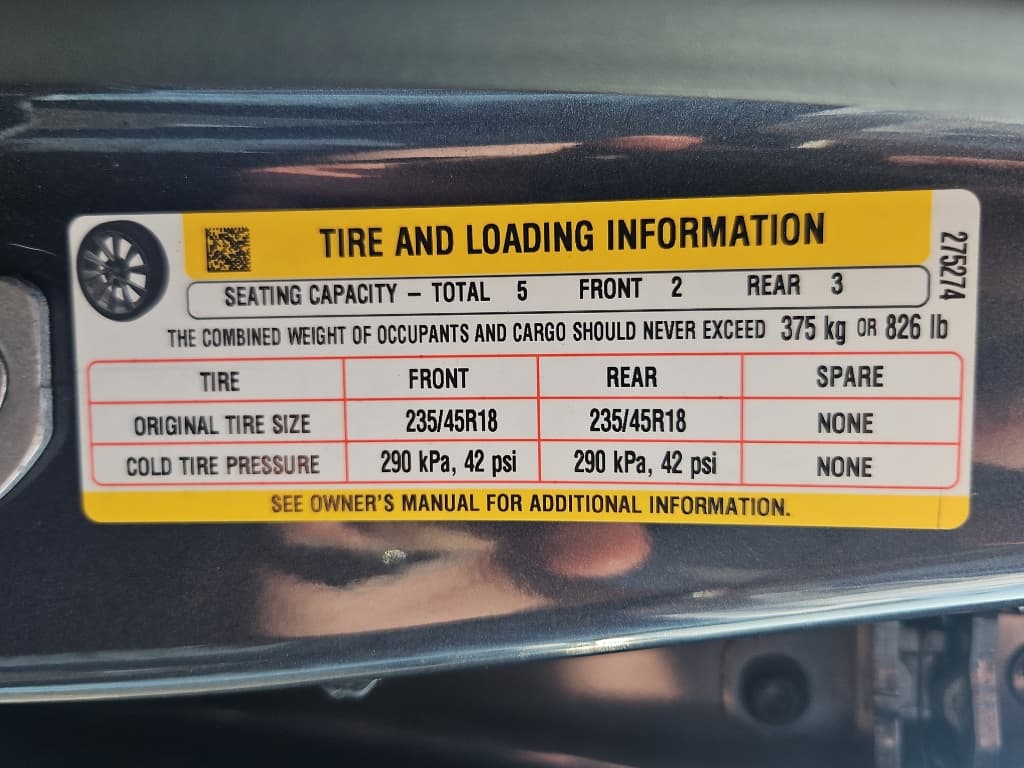 TIRE AND LOADING INFORMATION
275274
SEATING CAPACITY – TOTAL 5 FRONT 2 REAR 3
THE COMBINED WEIGHT OF OCCUPANTS AND CARGO SHOULD NEVER EXCEED 375 kg OR 826 lb
TIRE FRONT REAR SPARE
ORIGINAL TIRE SIZE 235/45R18 235/45R18 NONE
COLD TIRE PRESSURE 290 kPa, 42 psi 290 kPa, 42 psi NONE
SEE OWNER'S MANUAL FOR ADDITIONAL INFORMATION.